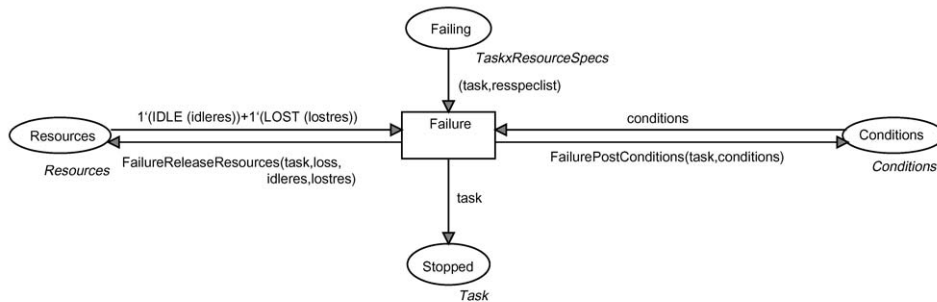 Failing
TaskxResourceSpecs
(task,resspeclist)
1'(IDLE (idleres))+1'(LOST (lostres))
Failure
conditions
Resources
Conditions
FailureReleaseResources(task,loss,
idleres,lostres)
FailurePostConditions(task,conditions)
Resources
Conditions
task
Stopped
Task